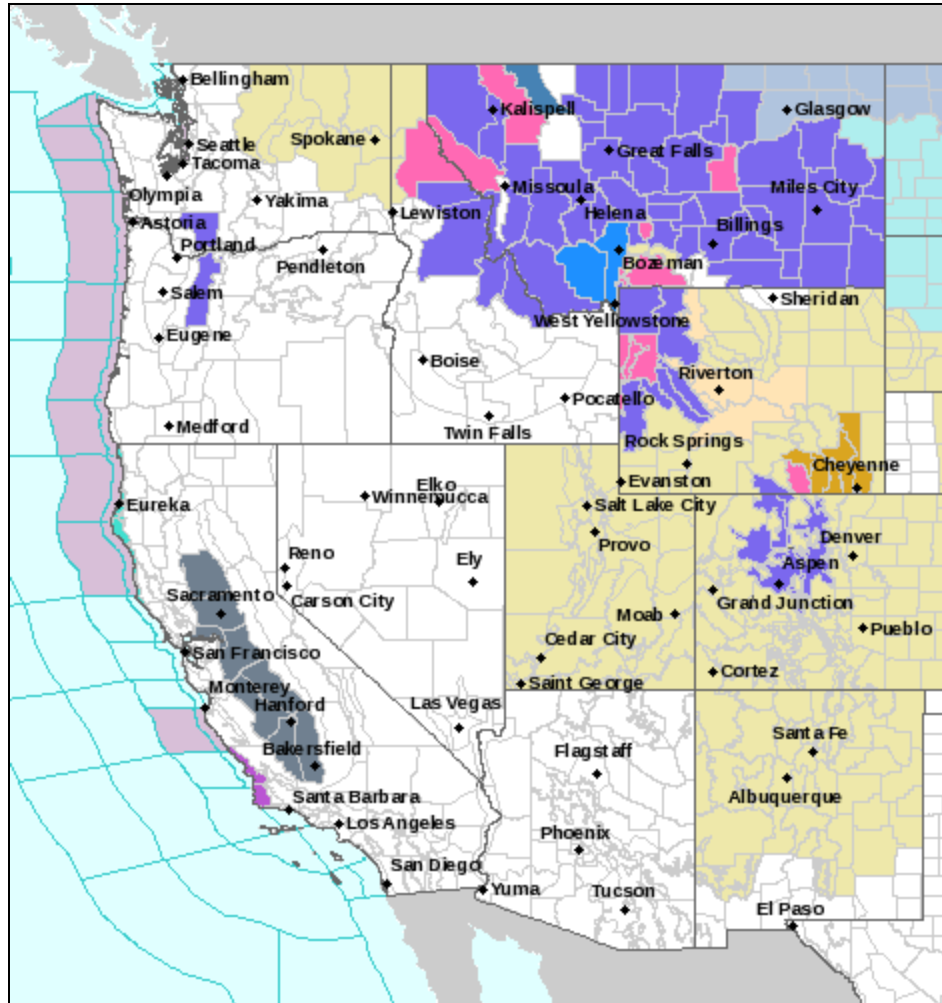 Bellingham
Kalispell
Glasgow
Spokane
Seattle
Great Falls
Tacoma
Missoula
Miles City
Olympia
Yakima
Lewiston
Helena
Astoria
Billings
Portland
Bozeman
Pendleton
Salem
Sheridan
West Yellowstone
Eugene
Boise
Riverton
Pocatello
Medford
Twin Falls
Rock Springs
Cheyenne
Evanston
Elko
Winnemucca
Eureka
Salt Lake City
Provo
Denver
Reno
Ely
Aspen
Sacramento
Carson City
Grand Junction
Moab
Pueblo
Cedar City
San Francisco
Cortez
Saint George
Monterey
Hanford
Las Vegas
Santa Fe
Bakersfield
Flagstaff
Albuquerque
Santa Barbara
Los Angeles
Phoenix
San Diego
Yuma
Tucson
El Paso